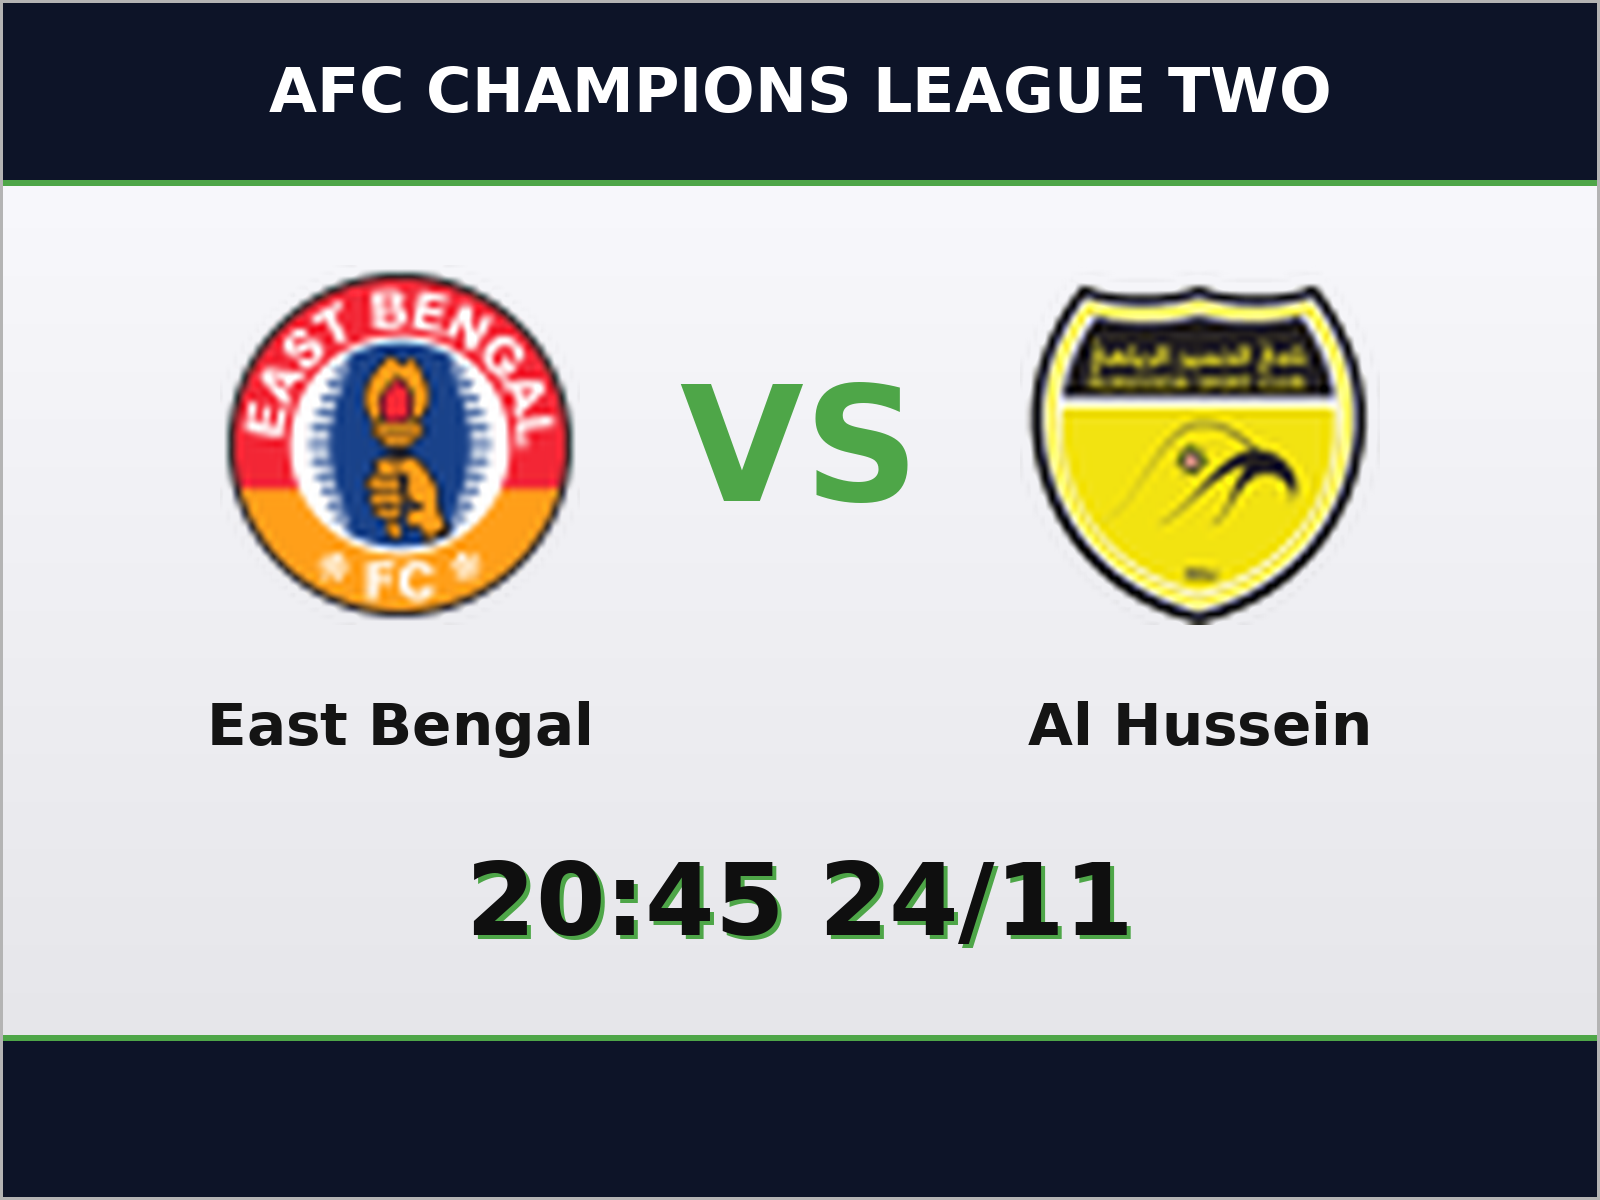 AFC CHAMPIONS LEAGUE TWO
EAST BENGAL
FC
VS
East Bengal
Al Hussein
20:45 24/11